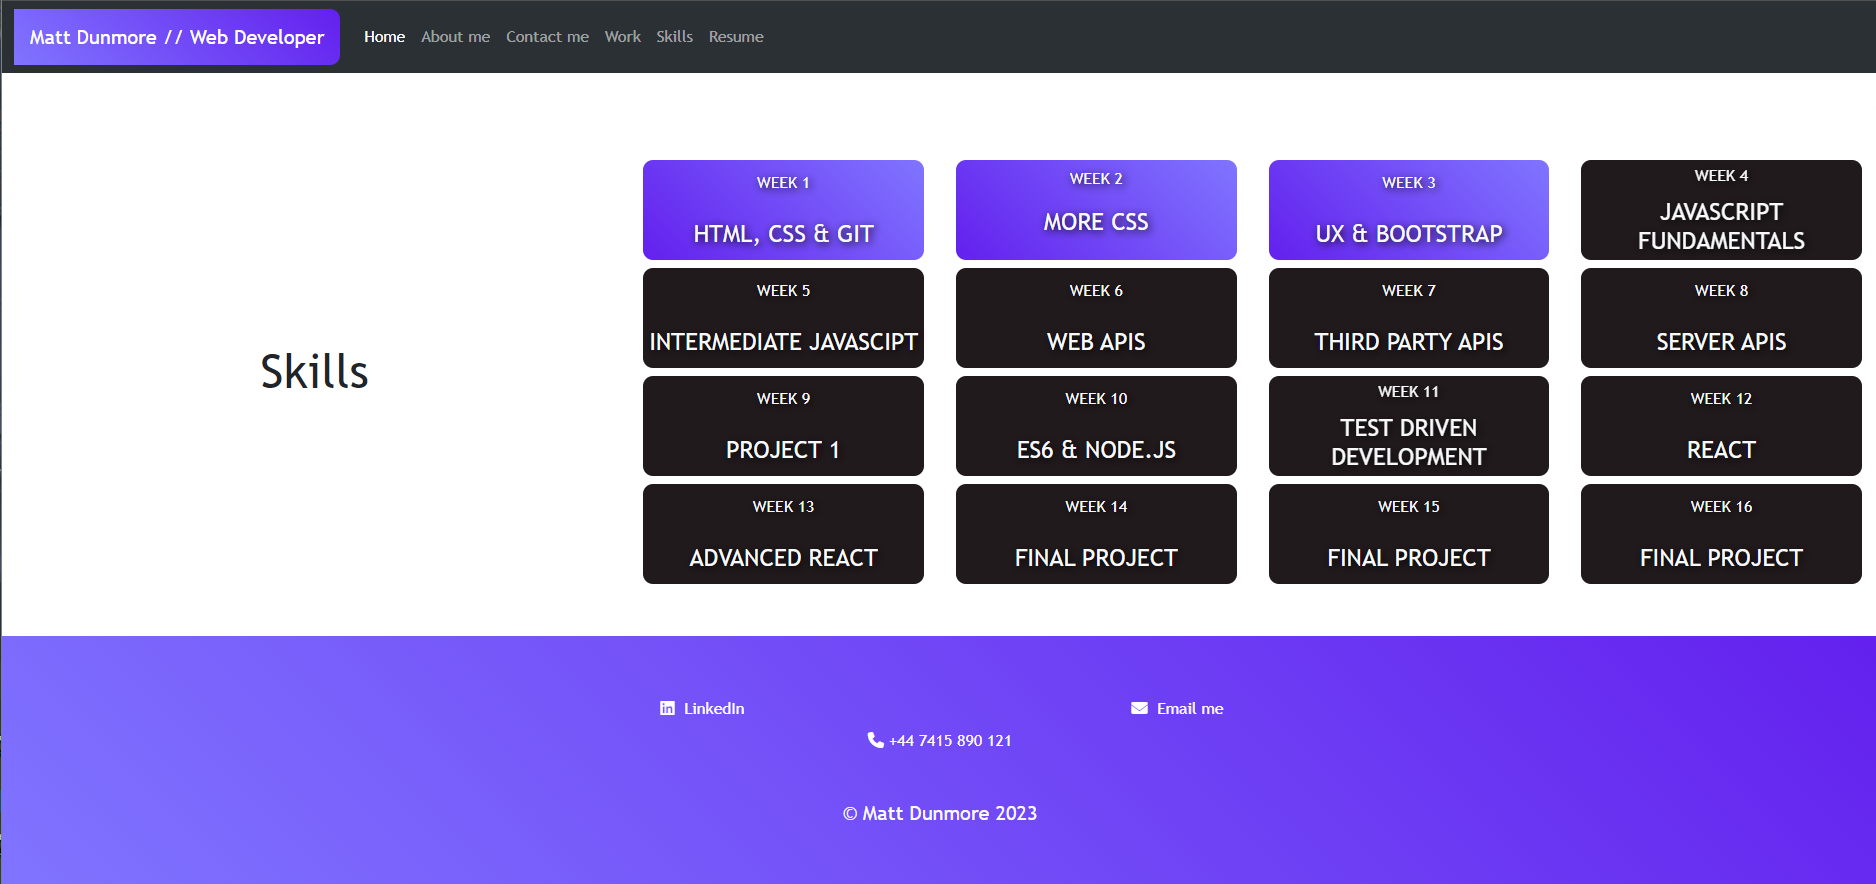 Matt Dunmore // Web Developer
Home About me Contact me Work Skills Resume
Skills
WEEK 1
HTML, CSS & GIT
WEEK 2
MORE CSS
WEEK 3
UX & BOOTSTRAP
WEEK 4
JAVASCRIPT
FUNDAMENTALS
WEEK 5
INTERMEDIATE JAVASCIPT
WEEK 6
WEB APIS
WEEK 7
THIRD PARTY APIS
WEEK 8
SERVER APIS
WEEK 9
PROJECT 1
WEEK 10
ES6 & NODE.JS
WEEK 11
TEST DRIVEN
DEVELOPMENT
WEEK 12
REACT
WEEK 13
ADVANCED REACT
WEEK 14
FINAL PROJECT
WEEK 15
FINAL PROJECT
WEEK 16
FINAL PROJECT
LinkedIn
Email me
+44 7415 890 121
© Matt Dunmore 2023